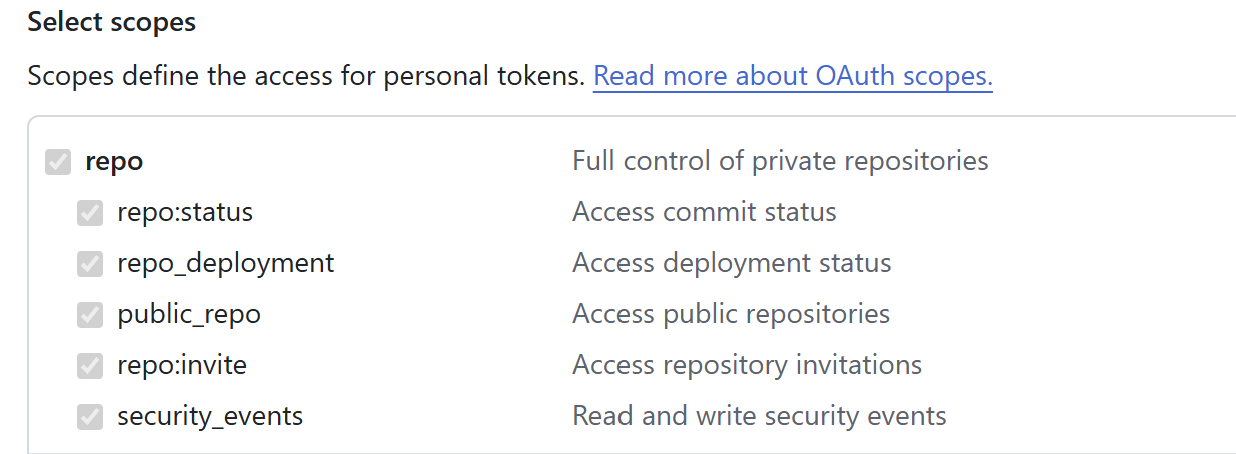 Select scopes
Scopes define the access for personal tokens. Read more about OAuth scopes.
repo Full control of private repositories
repo:status Access commit status
repo_deployment Access deployment status
public_repo Access public repositories
repo:invite Access repository invitations
security_events Read and write security events